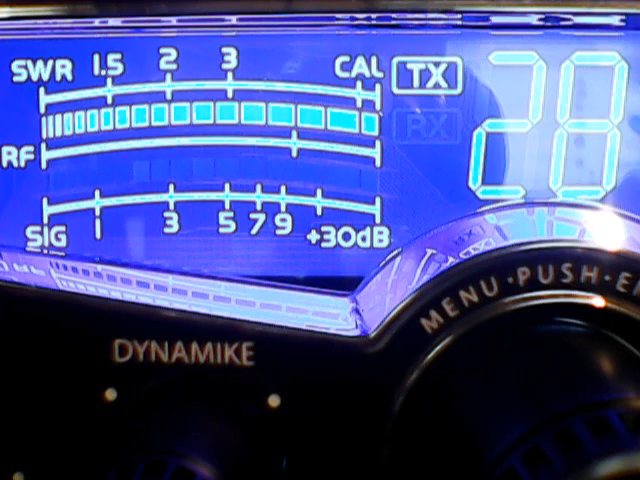 SWR 1.5 2 3 CAL
TX
RX
28
RF
SIG 1 3 5 7 9 +30dB
MENU·PUSH·
DYNAMIKE